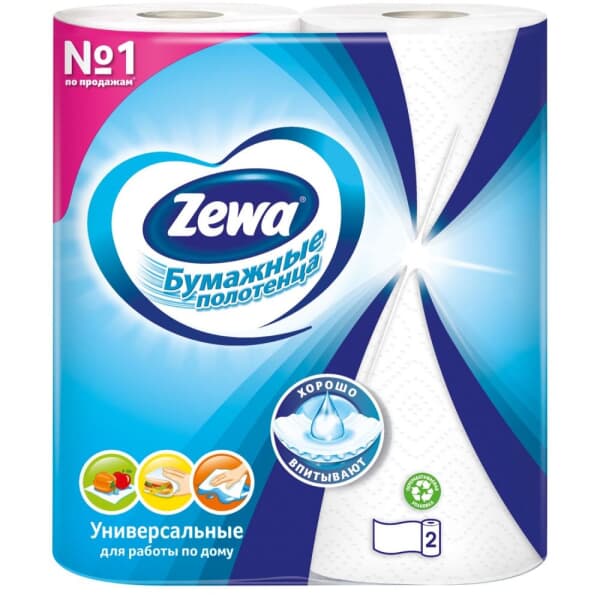 №1
по продажам*
Zewa®
Бумажные
полотенца
ХОРОШО
ВПИТЫВАЮТ
Универсальные
для работы по дому
2